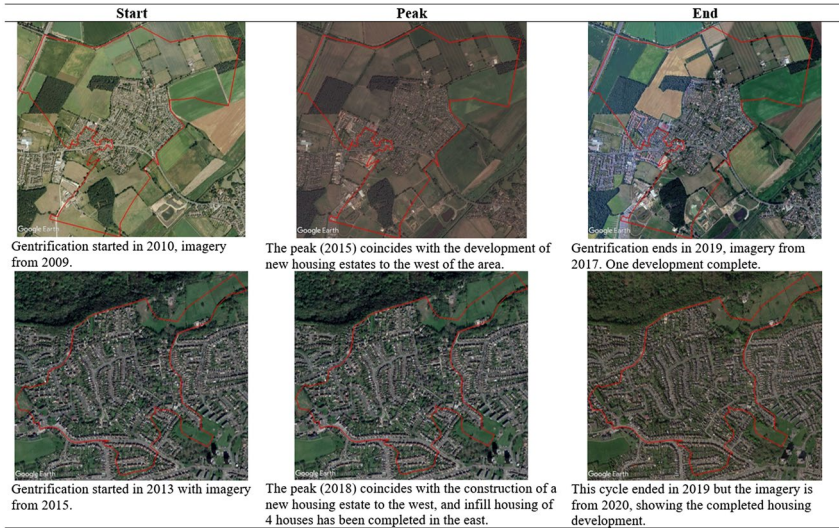 Start
Peak
End
Google Earth
Google Earth
Google Earth
Gentrification started in 2010, imagery
from 2009.
The peak (2015) coincides with the development of
new housing estates to the west of the area.
Gentrification ends in 2019, imagery from
2017. One development complete.
Google Earth
Google Earth
Google Earth
Gentrification started in 2013 with imagery
from 2015.
The peak (2018) coincides with the construction of a
new housing estate to the west, and infill housing of
4 houses has been completed in the east.
This cycle ended in 2019 but the imagery is
from 2020, showing the completed housing
development.